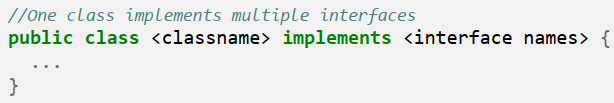 //One class implements multiple interfaces
public class <classname> implements <interface names> {
  ...
}